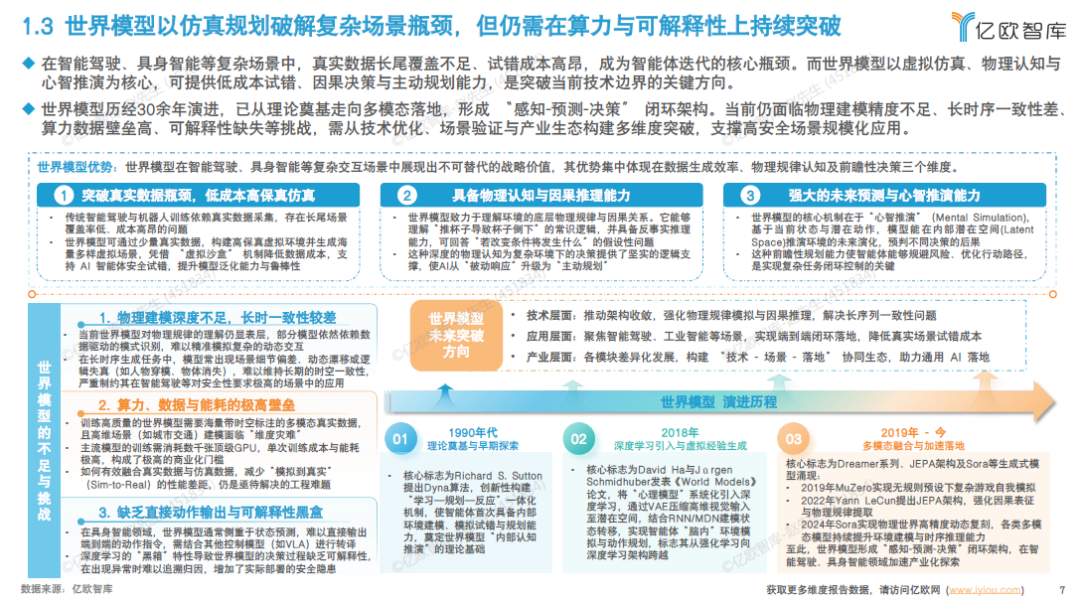 1.3 世界模型以仿真规划破解复杂场景瓶颈，但仍需在算力与可解释性上持续突破
亿欧智库
在智能驾驶、具身智能等复杂场景中，真实数据长尾覆盖不足、试错成本高昂，成为智能体迭代的核心瓶颈。而世界模型以虚拟仿真、物理认知与
心智推演为核心，可提供低成本试错、因果决策与主动规划能力，是突破当前技术边界的关键方向。
世界模型历经30余年演进，已从理论奠基走向多模态落地，形成 “感知-预测-决策” 闭环架构。当前仍面临物理建模精度不足、长时序一致性差、
算力数据壁垒高、可解释性缺失等挑战，需从技术优化、场景验证与产业生态构建多维度突破，支撑高安全场景规模化应用。
世界模型优势：世界模型在智能驾驶、具身智能等复杂交互场景中展现出不可替代的战略价值，其优势集中体现在数据生成效率、物理规律认知及前瞻性决策三个维度。
1 突破真实数据瓶颈，低成本高保真仿真
• 传统智能驾驶与机器人训练依赖真实数据采集，存在长尾场景
覆盖率低、成本高的问题
• 世界模型可通过少量真实数据，构建高保真虚拟环境并生成海
量多样虚拟场景，凭借 “虚拟沙盒” 机制降低数据成本，支
持 AI 智能体安全试错，提升模型泛化能力与鲁棒性
2 具备物理认知与因果推理能力
• 世界模型致力于理解环境的底层物理规律与因果关系。它能够
理解“推杯子导致杯子倒下”的常识逻辑，并具备反事实推理
能力，可回答“若改变条件将发生什么”的假设性问题
• 这种深度的物理认知为复杂环境下的决策提供了坚实的逻辑支
撑，使AI从“被动响应”升级为“主动规划”
3 强大的未来预测与心智推演能力
• 世界模型的核心机制在于“心智推演” (Mental Simulation)，
基于当前状态与潜在动作，模型能在内部潜在空间(Latent
Space)推演环境的未来演化，预判不同决策的后果
• 这种前瞻性规划能力使智能体能够规避风险、优化行动路径，
是实现复杂任务闭环控制的关键
世界模型的不足与挑战
1. 物理建模深度不足，长时一致性较差
• 当前世界模型对物理规律的理解仍显表层，部分模型依然依赖数
据驱动的模式识别，难以精准模拟复杂的动态交互
• 在长时序生成任务中，模型常出现场景细节偏差、动态漂移或逻
辑失真（如人物穿模、物体消失），难以维持长期的时空一致性，
严重制约其在智能驾驶等对安全性要求极高的场景中的应用
2. 算力、数据与能耗的极高壁垒
• 训练高质量的世界模型需要海量带时空标注的多模态真实数据，
且高维场景（如城市交通）建模面临“维度灾难”
• 主流模型的训练需消耗数千张顶级GPU，单次训练成本与能耗
极高，构成了极高的商业化门槛
• 如何有效融合真实数据与仿真数据，减少“模拟到真实”
（Sim-to-Real）的性能差距，仍是亟待解决的工程难题
3. 缺乏直接动作输出与可解释性黑盒
• 在具身智能领域，世界模型通常侧重于状态预测，难以直接输出
端到端的动作指令，需结合其他控制模型（如VLA）进行转译
• 深度学习的“黑箱”特性导致世界模型的决策过程缺乏可解释性，
在出现异常时难以追溯归因，增加了实际部署的安全隐患
世界模型
未来突破
方向
• 技术层面：推动架构收敛，强化物理规律模拟与因果推理，解决长序列一致性问题
• 应用层面：聚焦智能驾驶、工业智能等场景，实现端到端闭环落地，降低真实场景试错成本
• 产业层面：各模块差异化发展，构建 “技术 - 场景 - 落地” 协同生态，助力通用 AI 落地
世界模型 演进历程
01 1990年代
理论奠基与早期探索
• 核心标志为Richard S. Sutton
提出Dyna算法，创新性构建
“学习—规划—反应”一体化
机制，使智能体首次具备内部
环境建模、模拟试错与规划能
力，奠定世界模型“内部认知
推演”的理论基础
02 2018年
深度学习引入与虚拟经验生成
• 核心标志为David Ha与Jürgen
Schmidhuber发表《World Models》
论文，将“心理模型”系统化引入深
度学习，通过VAE压缩高维视觉输入
至潜在空间，结合RNN/MDN建模状
态转移，实现智能体“脑内”环境模
拟与动作规划，标志其从强化学习向
深度学习架构跨越
03 2019年 - 今
多模态融合与加速落地
核心标志为Dreamer系列、JEPA架构及Sora等生成式模
型涌现：
• 2019年MuZero实现无规则预设下复杂游戏自我模拟
• 2022年Yann LeCun提出JEPA架构，强化因果表征
与物理规律提取
• 2024年Sora实现物理世界高精度动态复刻，各类多模
态模型持续提升环境建模与时序推理能力
至此，世界模型形成“感知-预测-决策”闭环架构，在智
能驾驶、具身智能领域加速产业化探索
数据来源：亿欧智库
获取更多维度报告数据，请访问亿欧网 (www.iyiou.com)
7